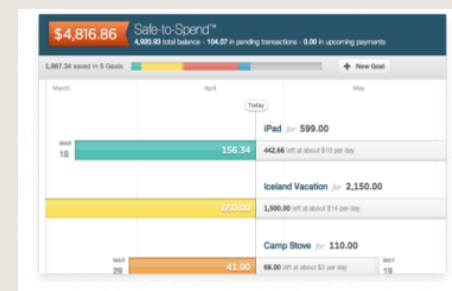 $4,816.86
Safe-to-Spend™
4,920.93 total balance - 104.07 in pending transactions - 0.00 in upcoming payments
1,867.34 saved in 5 Goals
+ New Goal
March April May
Today
iPad for 599.00
MAR
18
156.34
442.66 left at about $10 per day
Iceland Vacation for 2,150.00
650.00
1,500.00 left at about $14 per day
Camp Stove for 110.00
MAR
29
41.00
69.00 left at about $3 per day
MAY
19